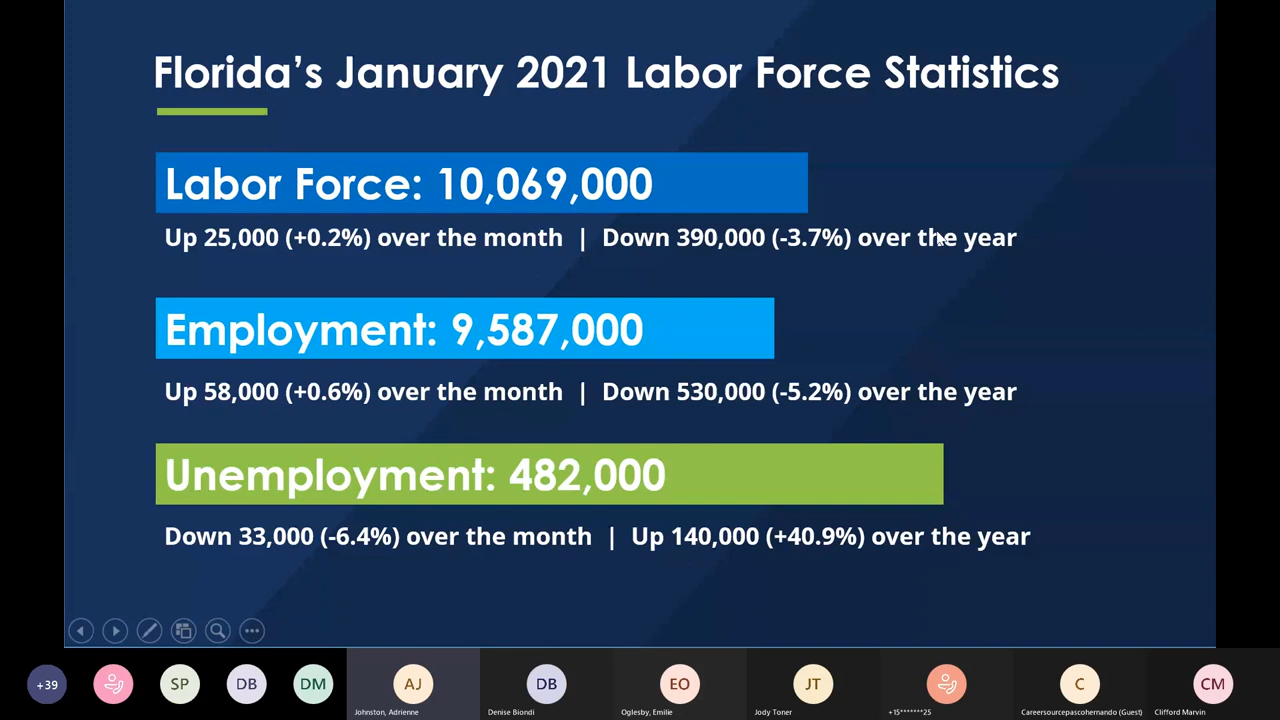 Florida’s January 2021 Labor Force Statistics
Labor Force: 10,069,000
Up 25,000 (+0.2%) over the month | Down 390,000 (-3.7%) over the year
Employment: 9,587,000
Up 58,000 (+0.6%) over the month | Down 530,000 (-5.2%) over the year
Unemployment: 482,000
Down 33,000 (-6.4%) over the month | Up 140,000 (+40.9%) over the year
+39
SP
DB
DM
AJ
DB
EO
JT
C
CM
Johnston, Adrienne
Denise Biondi
Oglesby, Emilie
Jody Toner
+15*******25
Careersourcepascohernando (Guest)
Clifford Marvin